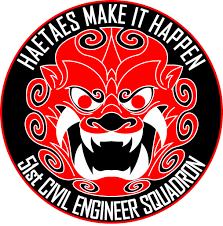 HAETAES MAKE IT HAPPEN
51st CIVIL ENGINEER SQUADRON